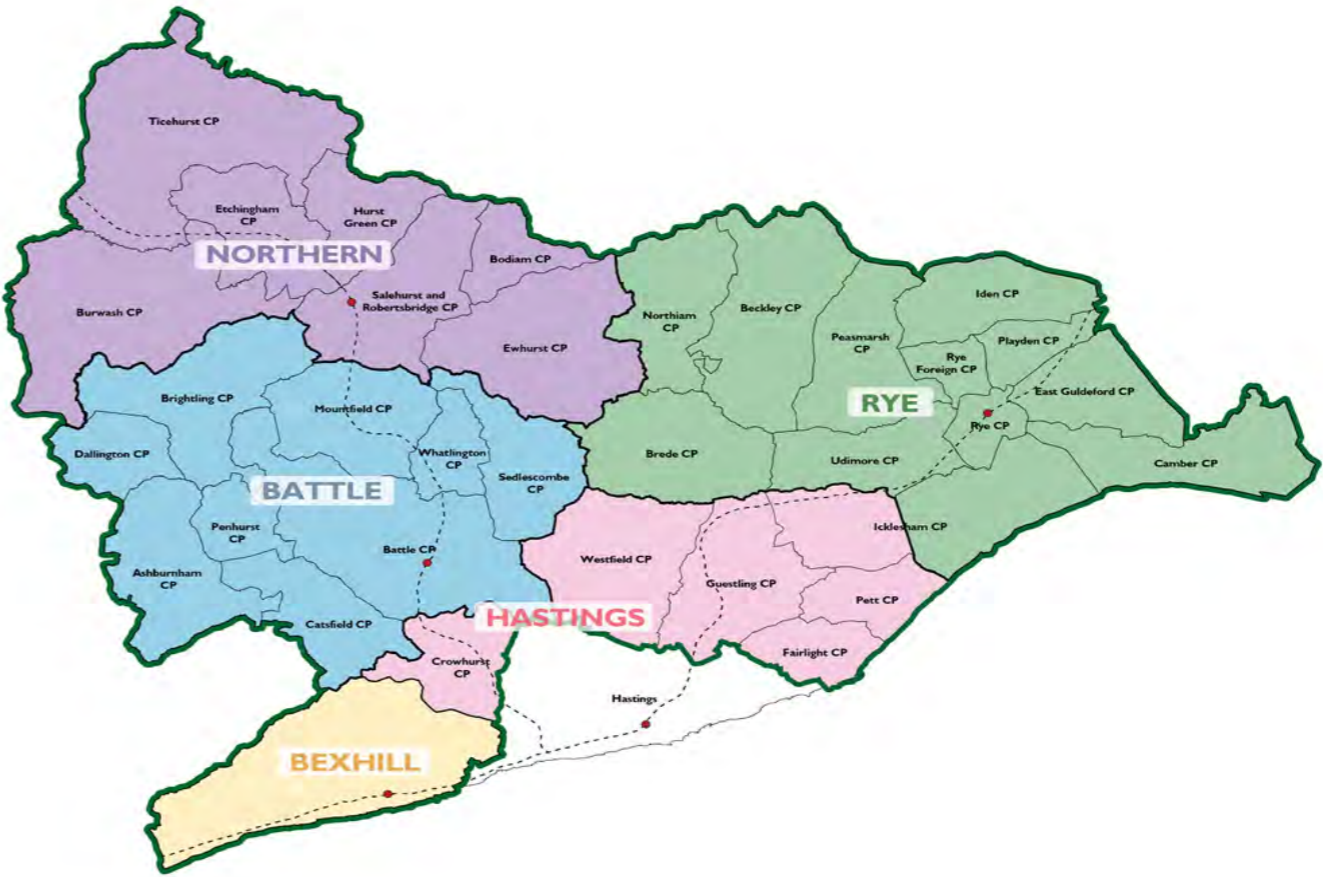 Ticehurst CP
Etchingham
CP
Hurst
Green CP
NORTHERN
Bodiam CP
Burwash CP
Salehurst and
Robertsbridge CP
Ewhurst CP
Northiam
CP
Beckley CP
Peasmarsh
CP
Iden CP
Playden CP
Rye
Foreign CP
East Guldeford CP
RYE
Rye CP
Brede CP
Udimore CP
Camber CP
Icklesham CP
Brightling CP
Mountfield CP
Dallington CP
Whatlington
CP
Sedlescombe
CP
BATTLE
Penhurst
CP
Battle CP
Ashburnham
CP
Catsfield CP
Westfield CP
Guestling CP
Pett CP
HASTINGS
Fairlight CP
Crowhurst
CP
Hastings
BEXHILL